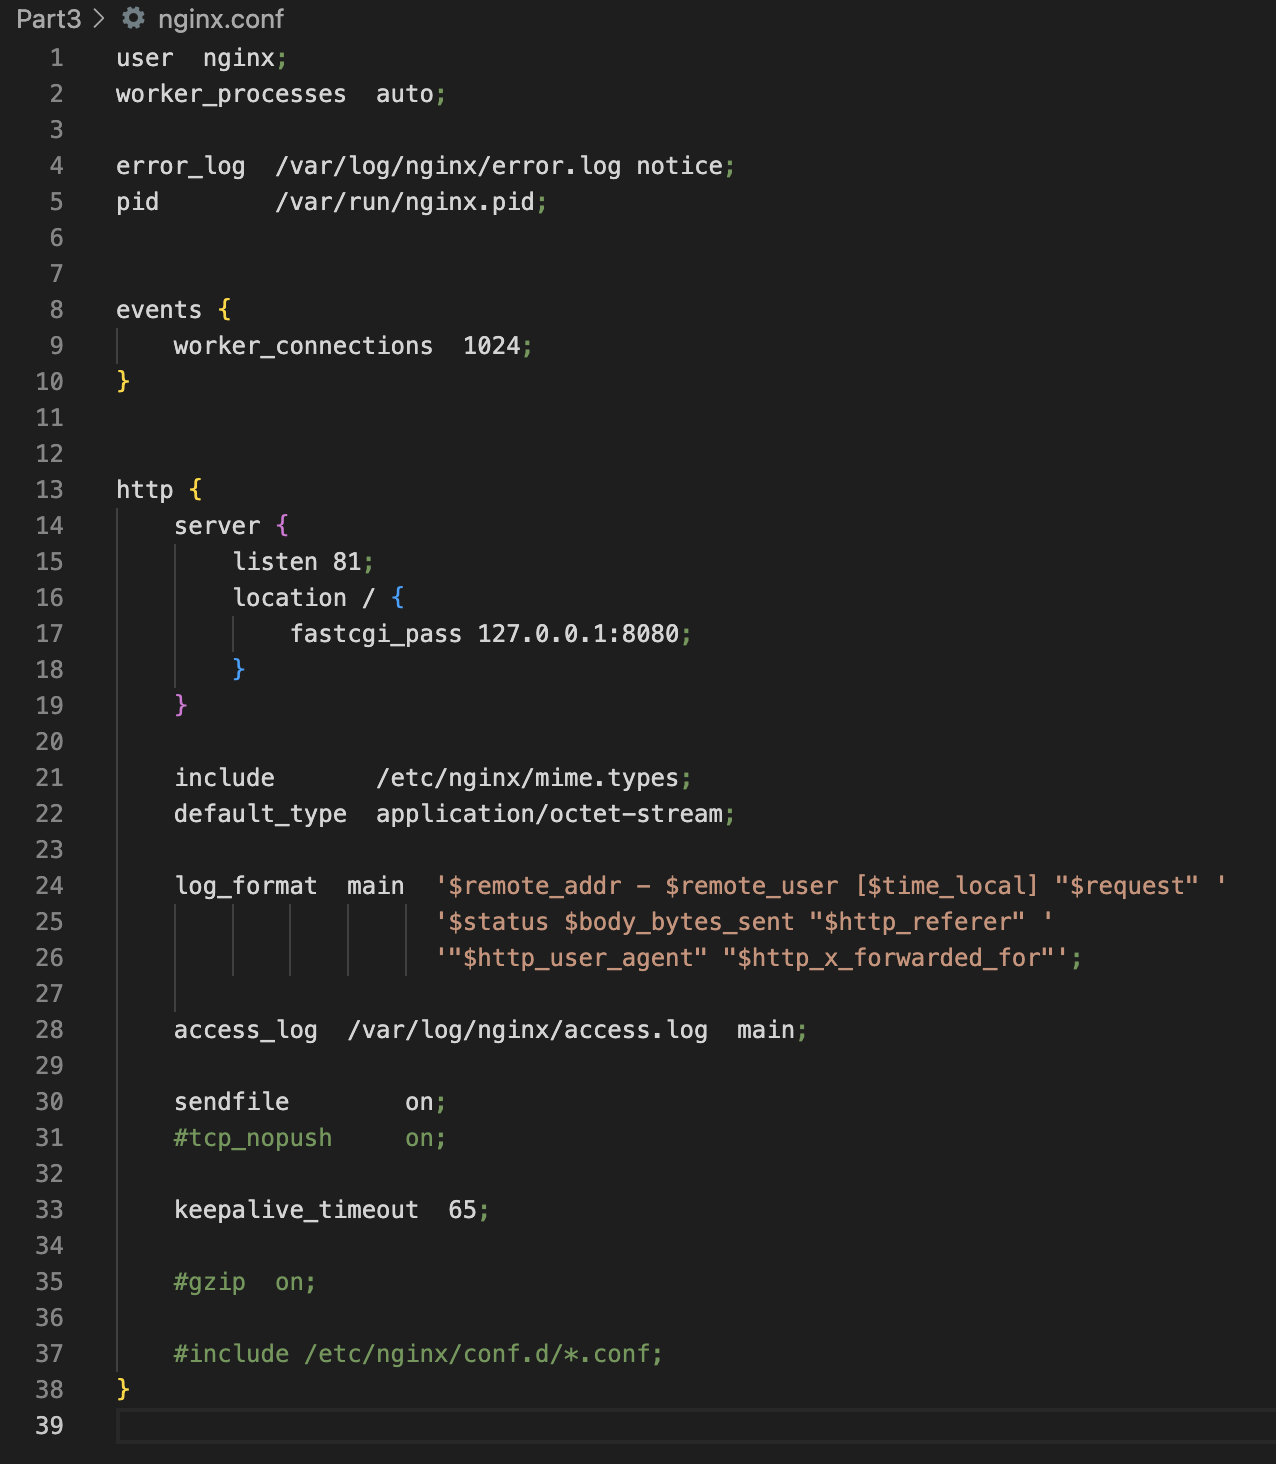 Part3 > nginx.conf
1 user  nginx;
2 worker_processes  auto;
3
4 error_log  /var/log/nginx/error.log notice;
5 pid        /var/run/nginx.pid;
6
7
8 events {
9     worker_connections  1024;
10 }
11
12
13 http {
14     server {
15         listen 81;
16         location / {
17             fastcgi_pass 127.0.0.1:8080;
18         }
19     }
20
21     include       /etc/nginx/mime.types;
22     default_type  application/octet-stream;
23
24     log_format  main  '$remote_addr - $remote_user [$time_local] "$request" '
25                       '$status $body_bytes_sent "$http_referer" '
26                       '"$http_user_agent" "$http_x_forwarded_for"';
27
28     access_log  /var/log/nginx/access.log  main;
29
30     sendfile        on;
31     #tcp_nopush     on;
32
33     keepalive_timeout  65;
34
35     #gzip  on;
36
37     #include /etc/nginx/conf.d/*.conf;
38 }
39